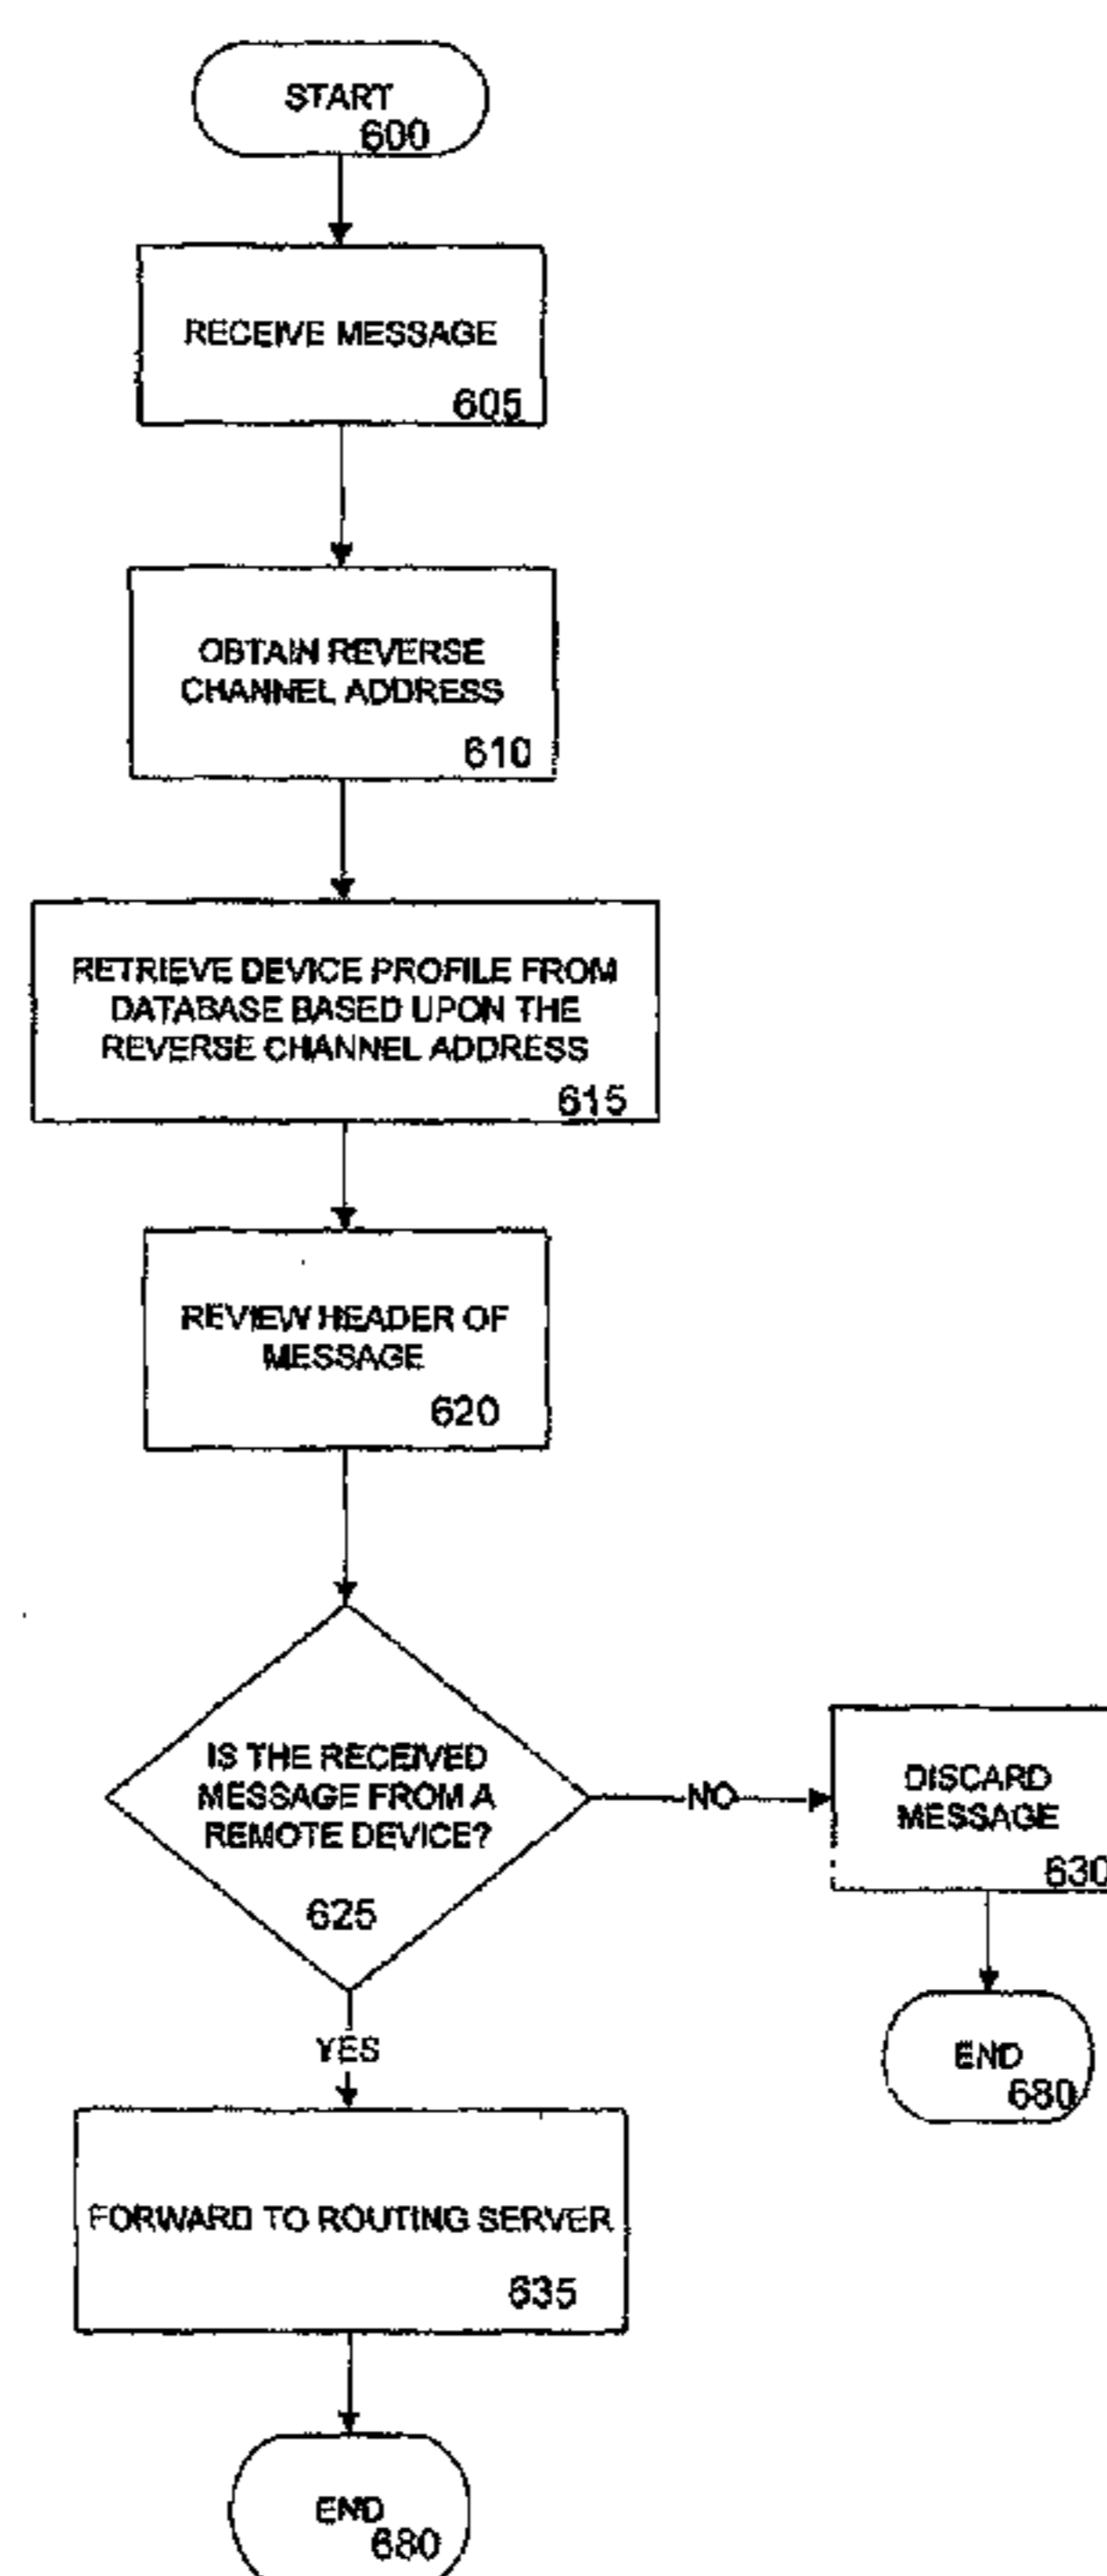 START
600
RECEIVE MESSAGE
605
OBTAIN REVERSE
CHANNEL ADDRESS
610
RETRIEVE DEVICE PROFILE FROM
DATABASE BASED UPON THE
REVERSE CHANNEL ADDRESS
615
REVIEW HEADER OF
MESSAGE
620
IS THE RECEIVED
MESSAGE FROM A
REMOTE DEVICE?
625
NO
DISCARD
MESSAGE
630
END
680
YES
FORWARD TO ROUTING SERVER
635
END
680